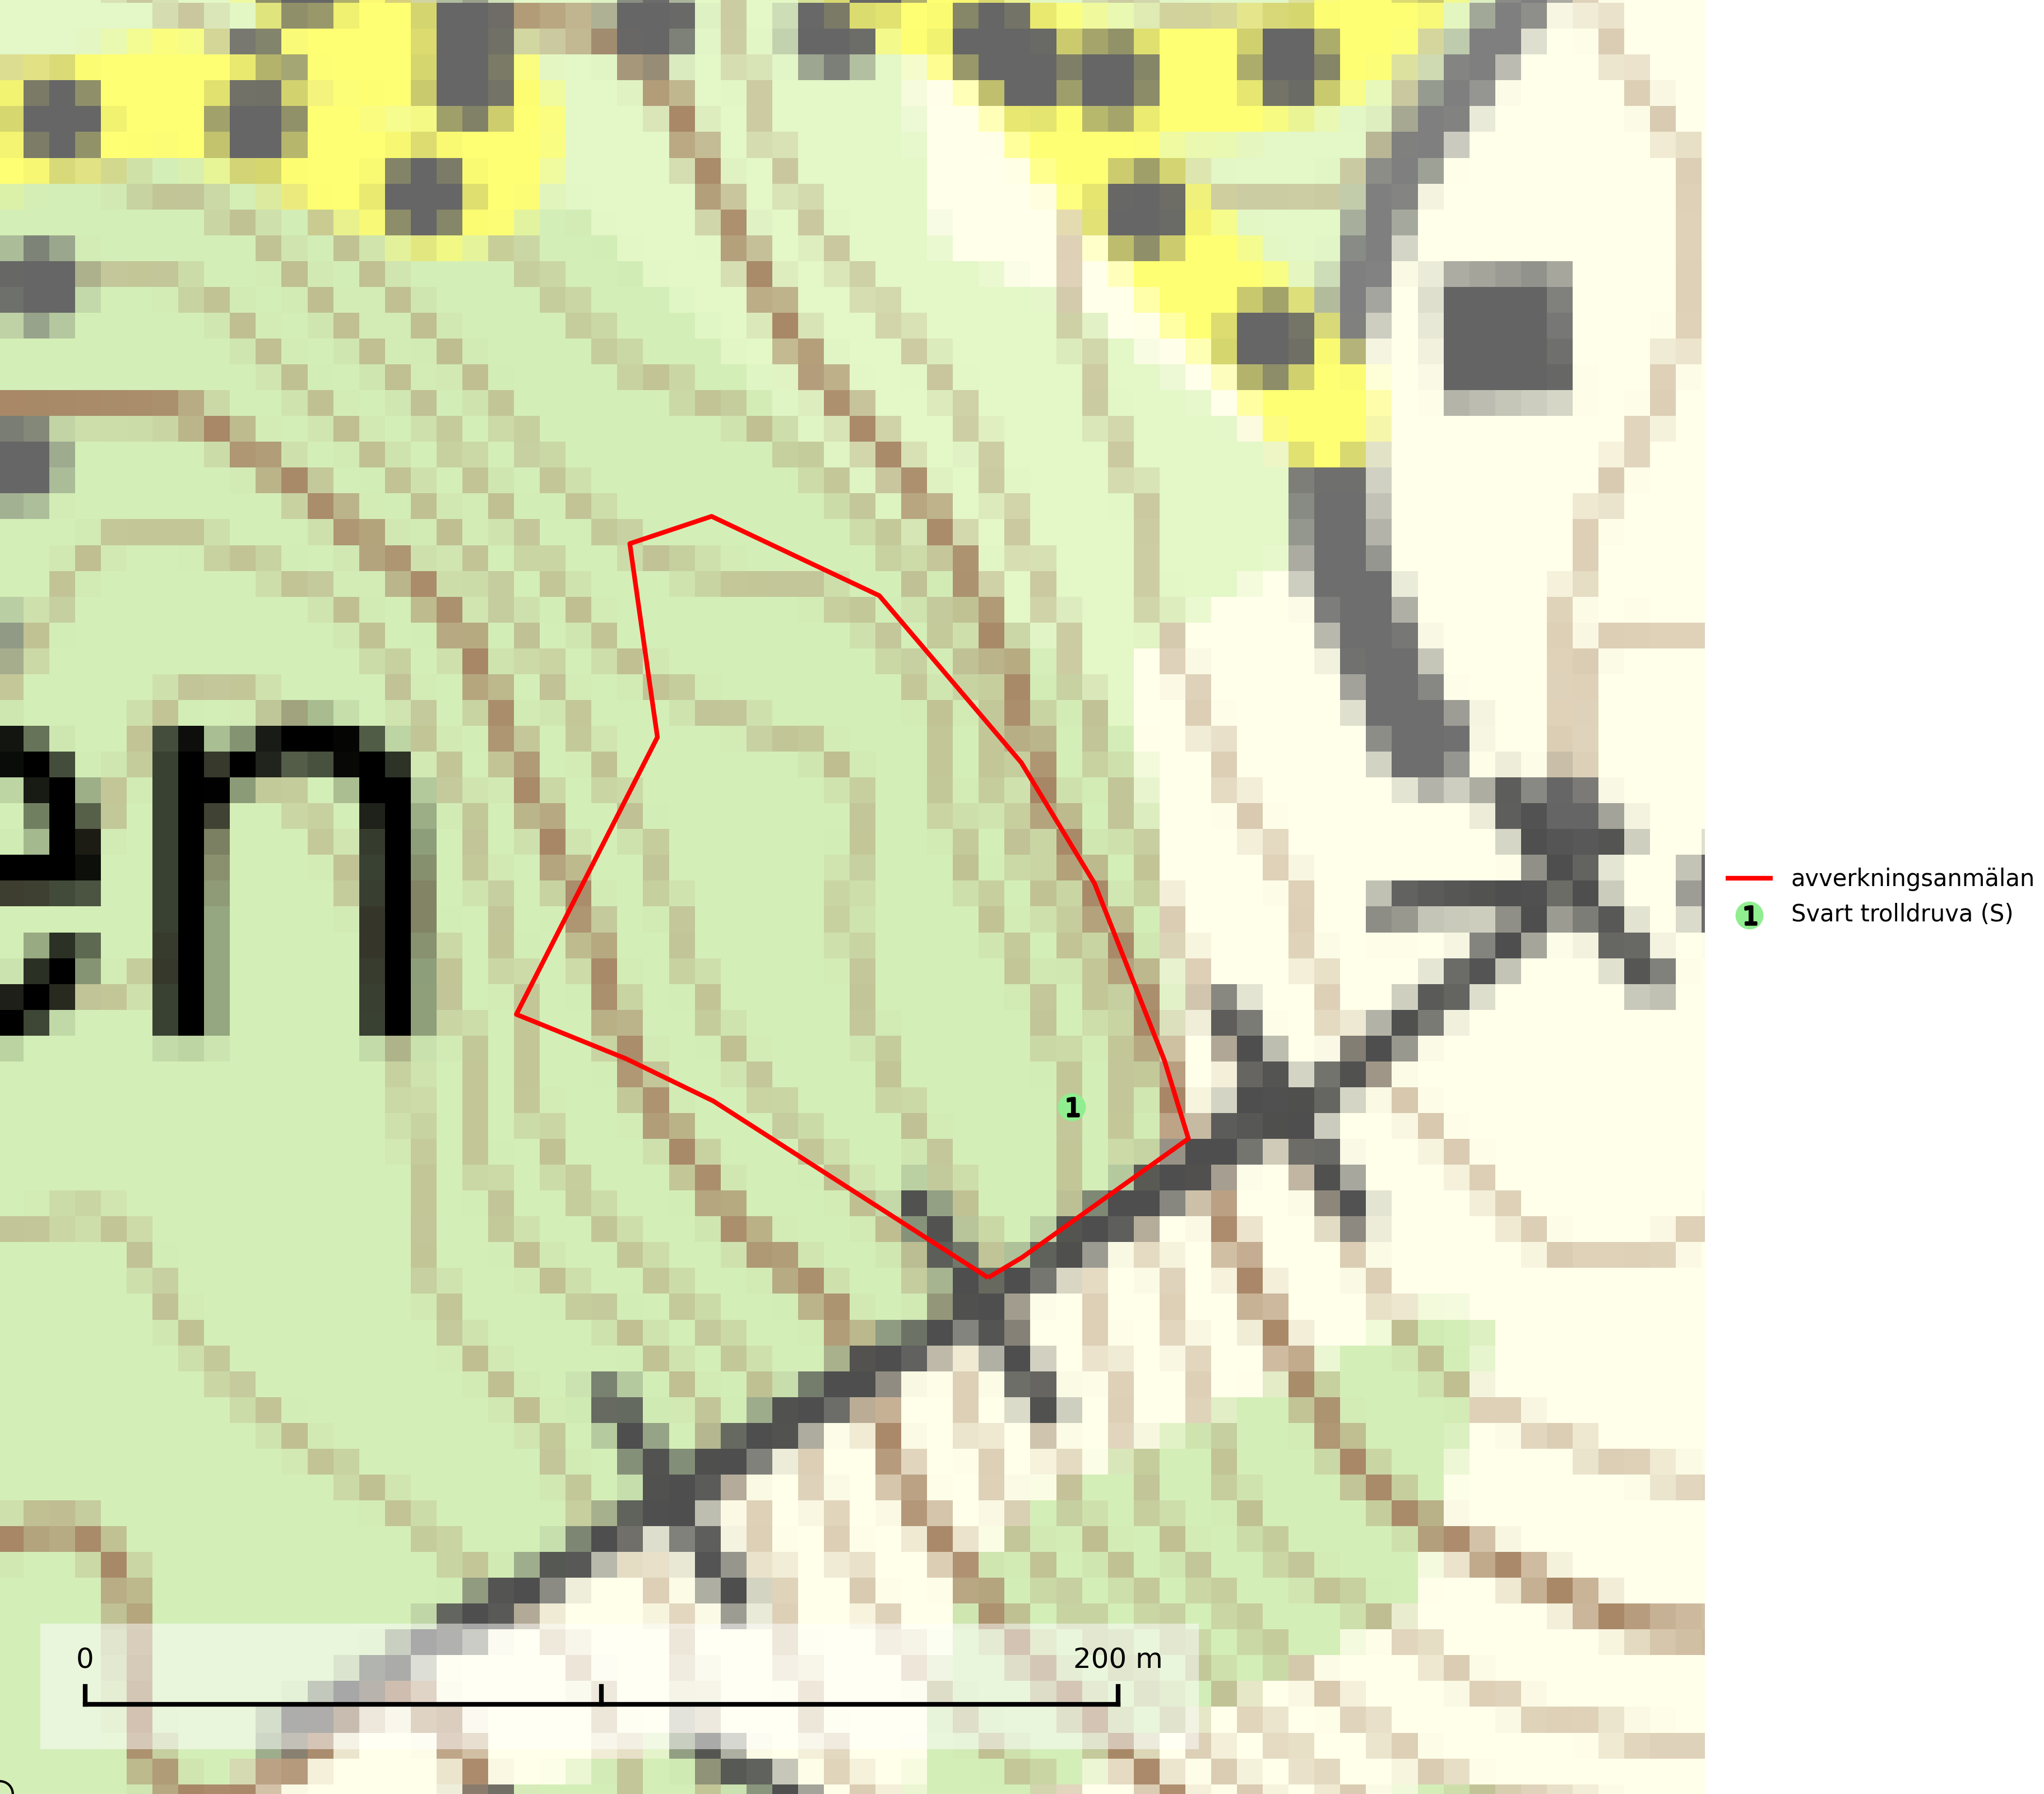 n
avverkningsanmälan
1 Svart trolldruva (S)
1
0 200 m